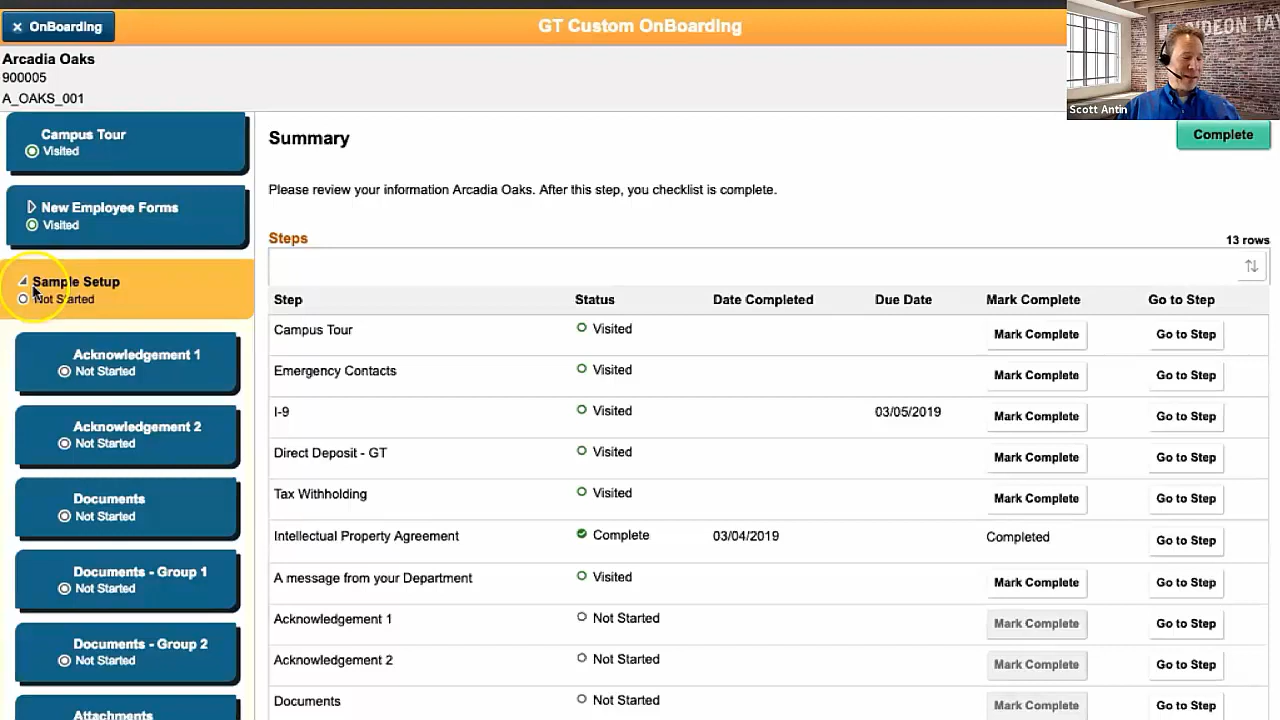 × OnBoarding
GT Custom OnBoarding
IDEON TA
Scott Antin
Arcadia Oaks
900005
A_OAKS_001
Campus Tour
Visited
New Employee Forms
Visited
Sample Setup
Not Started
Acknowledgement 1
Not Started
Acknowledgement 2
Not Started
Documents
Not Started
Documents - Group 1
Not Started
Documents - Group 2
Not Started
Attachments
Summary
Complete
Please review your information Arcadia Oaks. After this step, you checklist is complete.
Steps
13 rows
Step Status Date Completed Due Date Mark Complete Go to Step
Campus Tour Visited Mark Complete Go to Step
Emergency Contacts Visited Mark Complete Go to Step
I-9 Visited 03/05/2019 Mark Complete Go to Step
Direct Deposit - GT Visited Mark Complete Go to Step
Tax Withholding Visited Mark Complete Go to Step
Intellectual Property Agreement Complete 03/04/2019 Completed Go to Step
A message from your Department Visited Mark Complete Go to Step
Acknowledgement 1 Not Started Mark Complete Go to Step
Acknowledgement 2 Not Started Mark Complete Go to Step
Documents Not Started Mark Complete Go to Step